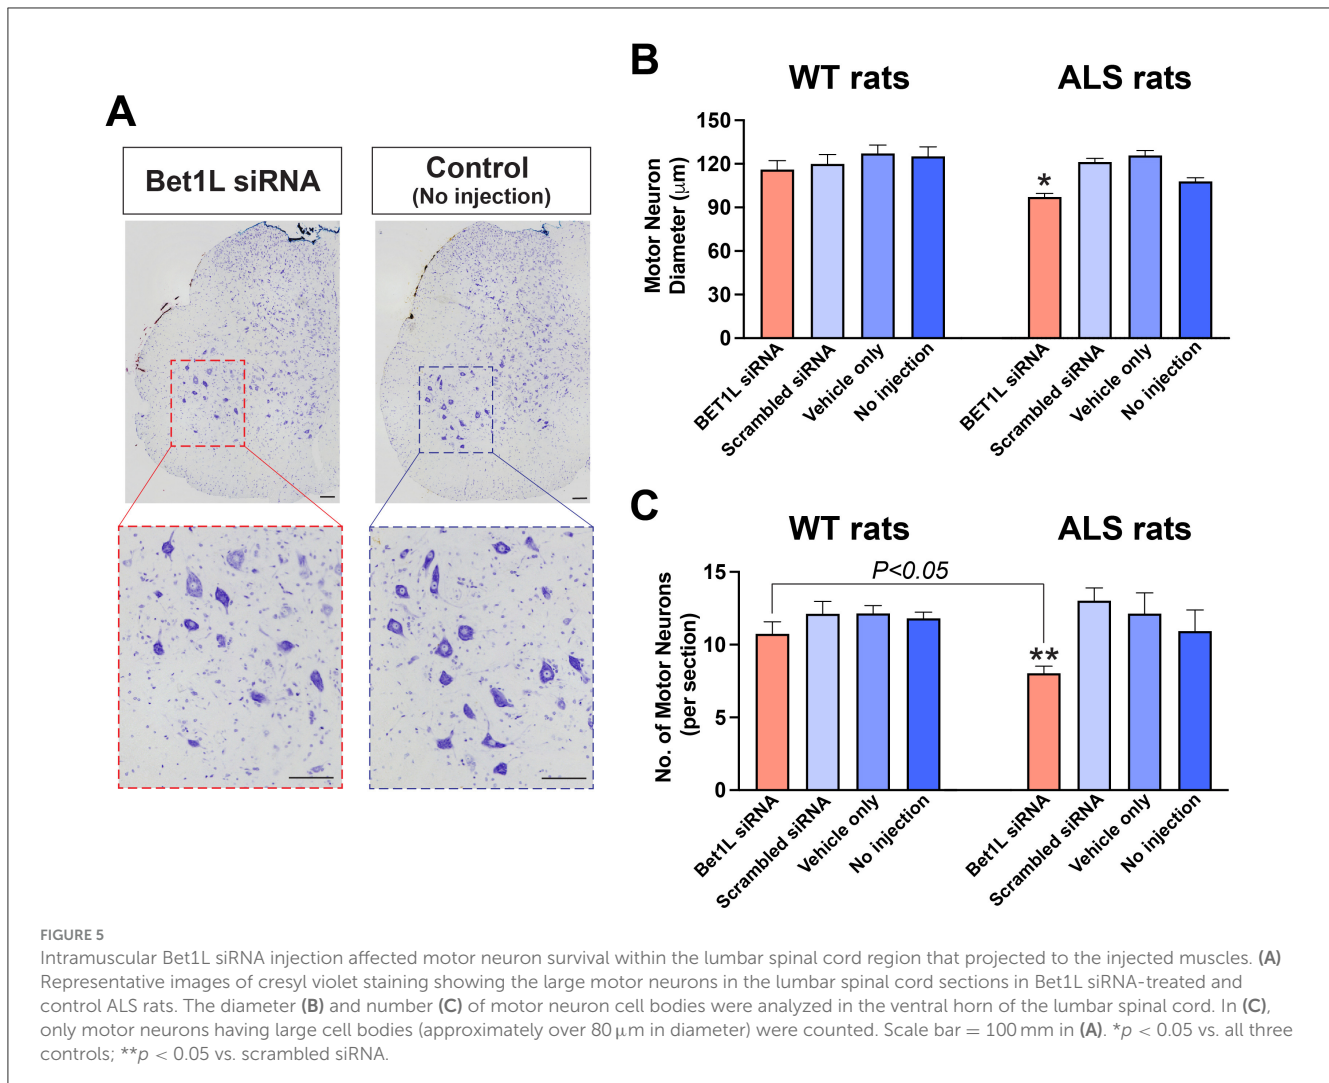 A
Bet1L siRNA
Control
(No injection)
B
WT rats
ALS rats
Motor Neuron
Diameter (μm)
150
120
90
60
30
0
*
BET1L siRNA
Scrambled siRNA
Vehicle only
No injection
BET1L siRNA
Scrambled siRNA
Vehicle only
No injection
C
WT rats
ALS rats
No. of Motor Neurons
(per section)
15
10
5
0
P<0.05
**
Bet1L siRNA
Scrambled siRNA
Vehicle only
No injection
Bet1L siRNA
Scrambled siRNA
Vehicle only
No injection
FIGURE 5
Intramuscular Bet1L siRNA injection affected motor neuron survival within the lumbar spinal cord region that projected to the injected muscles. (A)
Representative images of cresyl violet staining showing the large motor neurons in the lumbar spinal cord sections in Bet1L siRNA-treated and
control ALS rats. The diameter (B) and number (C) of motor neuron cell bodies were analyzed in the ventral horn of the lumbar spinal cord. In (C),
only motor neurons having large cell bodies (approximately over 80 μm in diameter) were counted. Scale bar = 100 mm in (A). *p < 0.05 vs. all three
controls; **p < 0.05 vs. scrambled siRNA.